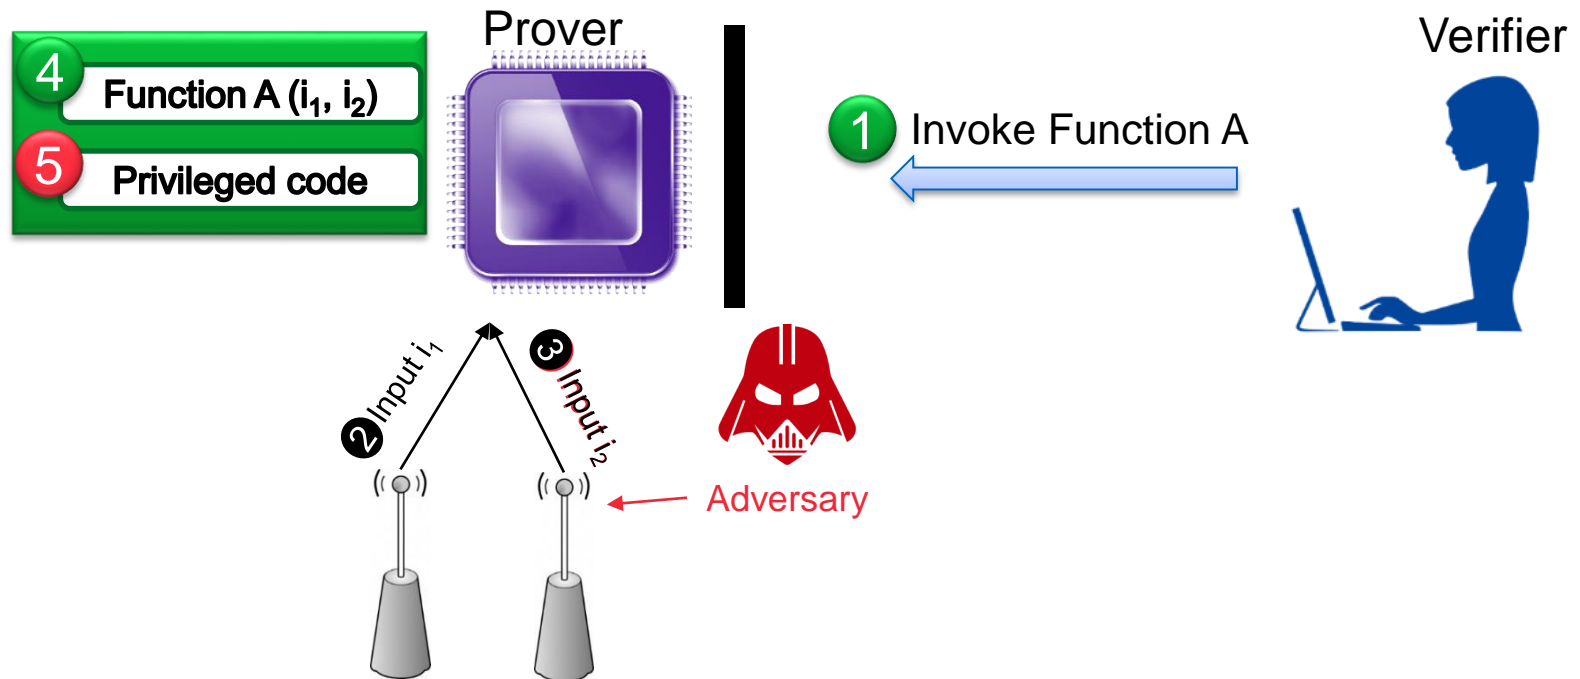 Prover
Verifier
4
Function A (i₁, i₂)
5
Privileged code
1 Invoke Function A
2 Input i₁
3 Input i₂
Adversary